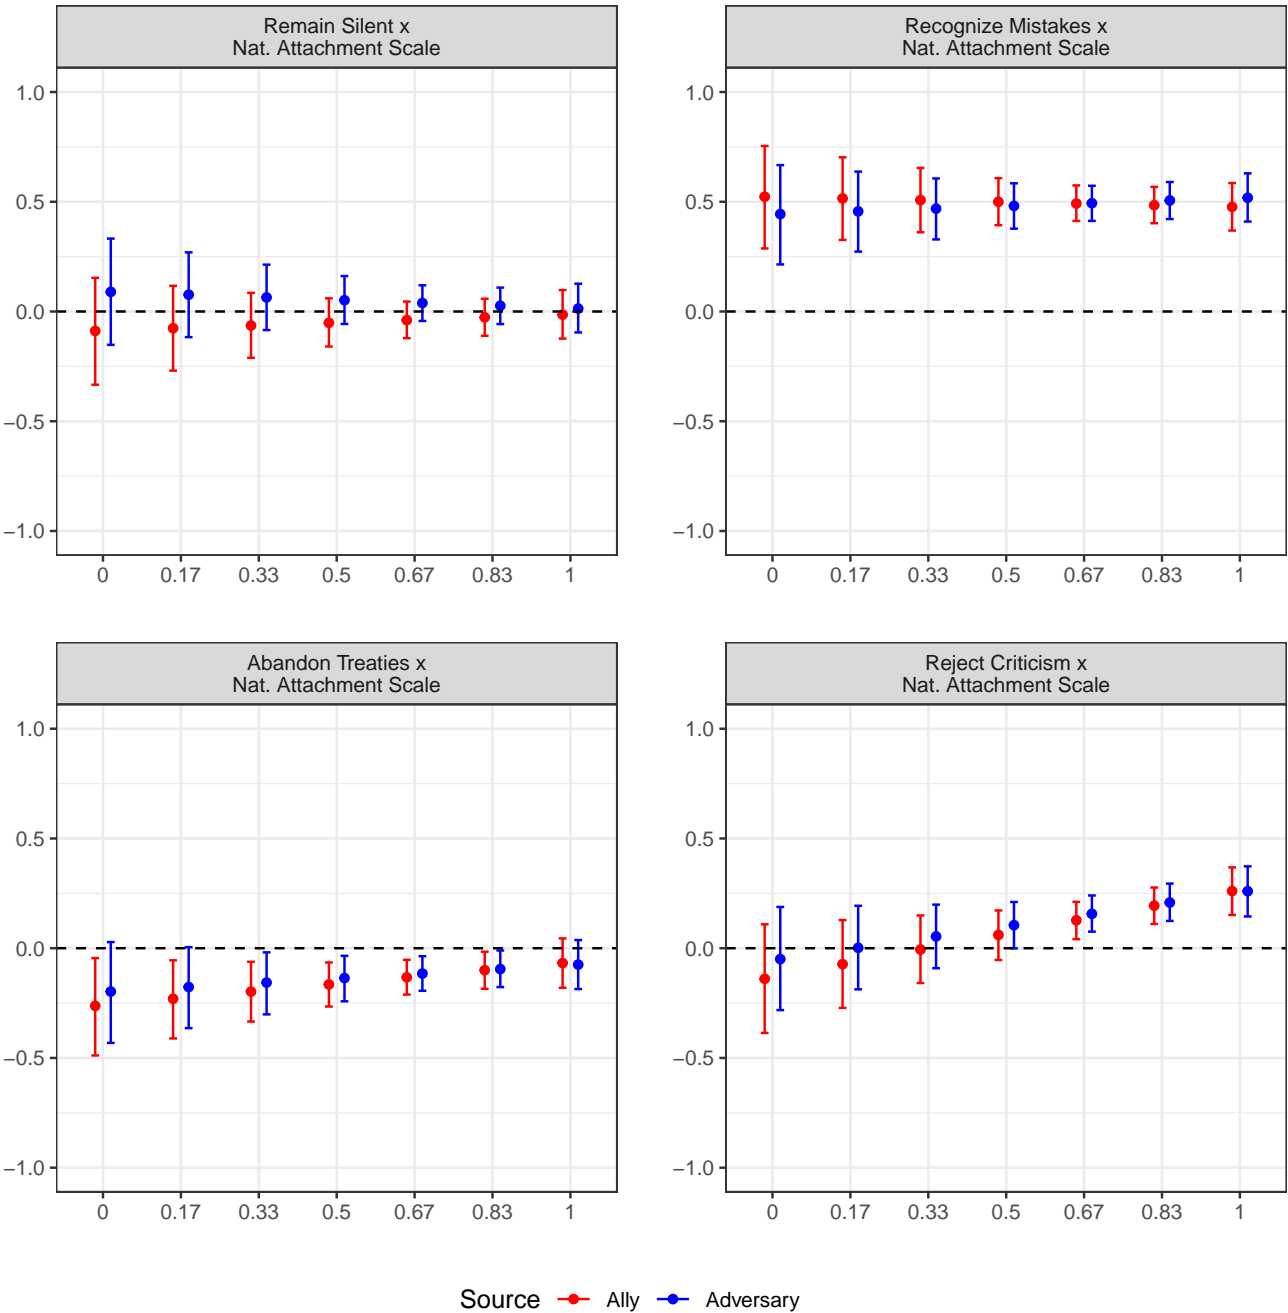 Remain Silent x
Nat. Attachment Scale
1.0
0.5
0.0
−0.5
−1.0
0 0.17 0.33 0.5 0.67 0.83 1
Recognize Mistakes x
Nat. Attachment Scale
1.0
0.5
0.0
−0.5
−1.0
0 0.17 0.33 0.5 0.67 0.83 1
Abandon Treaties x
Nat. Attachment Scale
1.0
0.5
0.0
−0.5
−1.0
0 0.17 0.33 0.5 0.67 0.83 1
Reject Criticism x
Nat. Attachment Scale
1.0
0.5
0.0
−0.5
−1.0
0 0.17 0.33 0.5 0.67 0.83 1
Source Ally Adversary